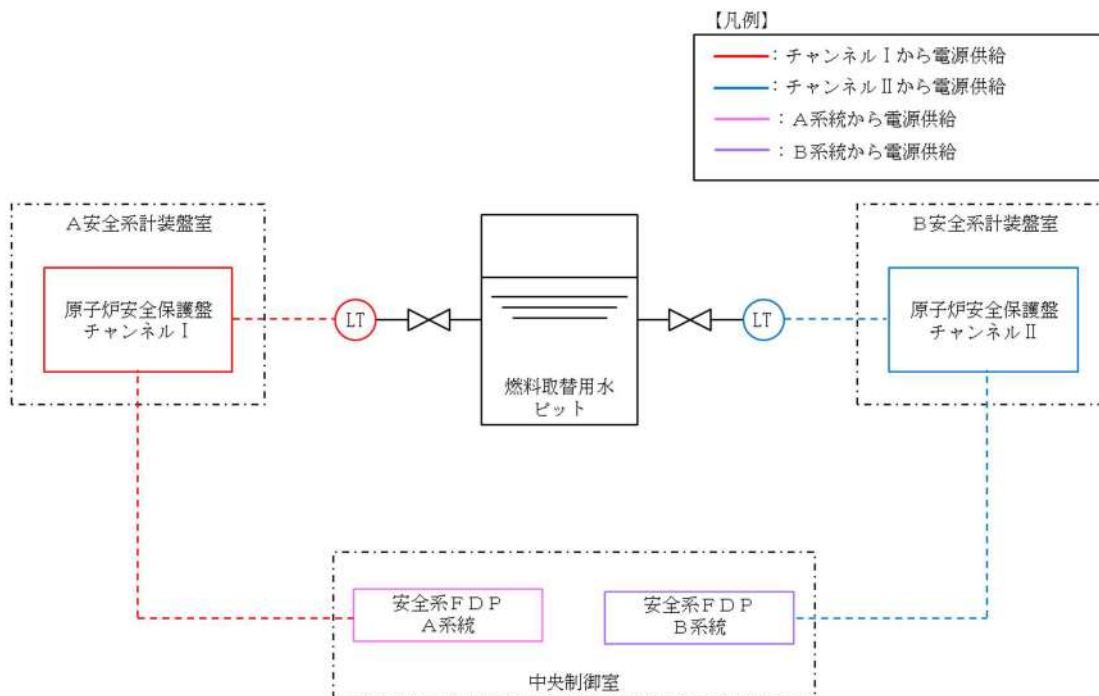 【凡例】
：チャンネルⅠから電源供給
：チャンネルⅡから電源供給
：Ａ系統から電源供給
：Ｂ系統から電源供給
Ａ安全系計装盤室
原子炉安全保護盤
チャンネルⅠ
LT
燃料取替用水
ピット
LT
Ｂ安全系計装盤室
原子炉安全保護盤
チャンネルⅡ
安全系ＦＤＰ
Ａ系統
安全系ＦＤＰ
Ｂ系統
中央制御室